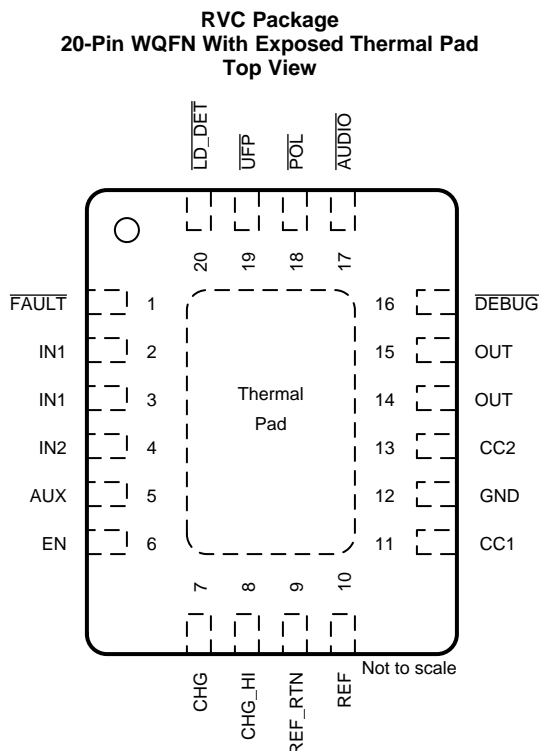 RVC Package
20-Pin WQFN With Exposed Thermal Pad
Top View
LD_DET
UFP
POL
AUDIO
20
19
18
17
FAULT 1
16 DEBUG
IN1 2
15 OUT
IN1 3
14 OUT
IN2 4
13 CC2
AUX 5
12 GND
EN 6
11 CC1
Thermal
Pad
7
8
9
10
CHG
CHG_HI
REF_RTN
REF
Not to scale